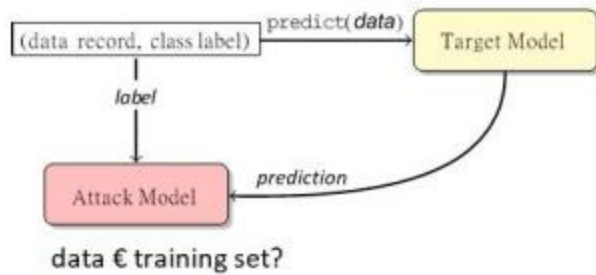 (data record, class label)
predict(data)
Target Model
label
prediction
Attack Model
data € training set?